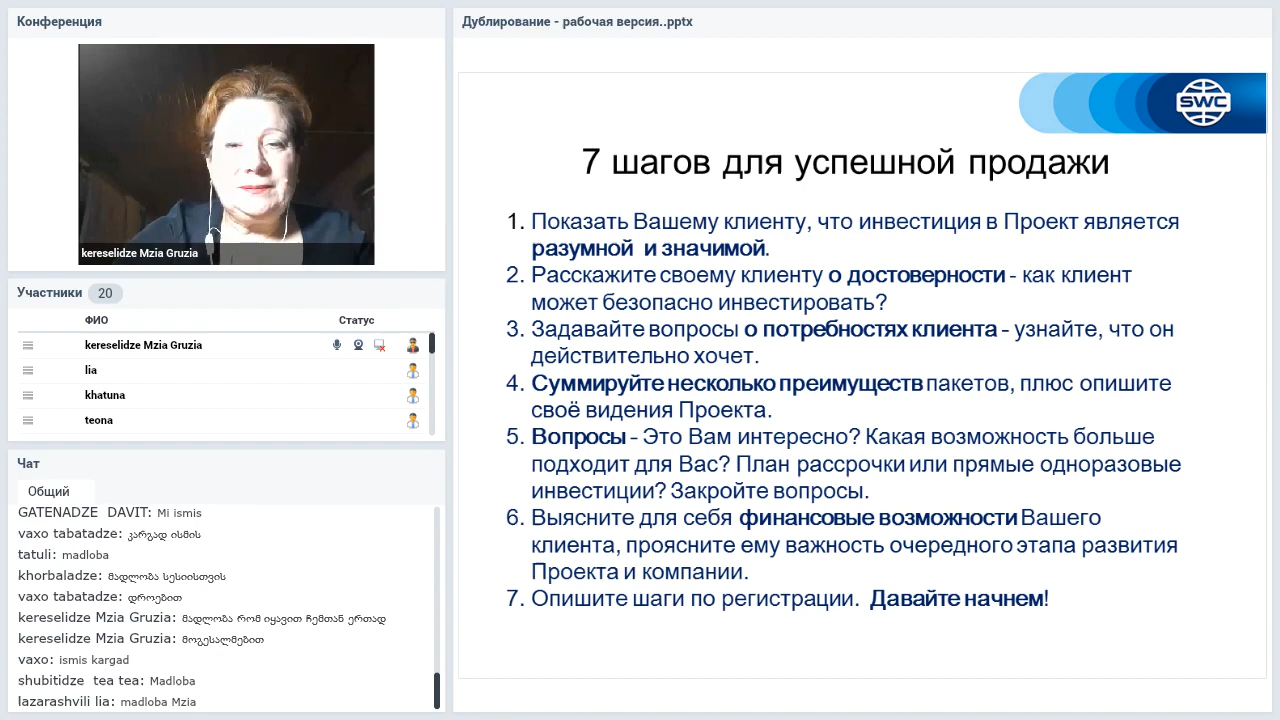 Конференция
kereselidze Mzia Gruzia
Участники 20
ФИО Статус
kereselidze Mzia Gruzia
lia
khatuna
teona
Чат
Общий
GATENADZE DAVIT: Mi ismis
vaxo tabatadze: კარგად ისმის
tatuli: madloba
khorbaladze: მადლობა სესიისთვის
vaxo tabatadze: დროებით
kereselidze Mzia Gruzia: მადლობა რომ იყავით ჩემთან ერთად
kereselidze Mzia Gruzia: მოგესალმებით
vaxo: ismis kargad
shubitidze tea tea: Madloba
lazarashvili lia: madloba Mzia
Дублирование - рабочая версия..pptx
SWC
7 шагов для успешной продажи
1. Показать Вашему клиенту, что инвестиция в Проект является
разумной и значимой.
2. Расскажите своему клиенту о достоверности - как клиент
может безопасно инвестировать?
3. Задавайте вопросы о потребностях клиента - узнайте, что он
действительно хочет.
4. Суммируйте несколько преимуществ пакетов, плюс опишите
своё видения Проекта.
5. Вопросы - Это Вам интересно? Какая возможность больше
подходит для Вас? План рассрочки или прямые одноразовые
инвестиции? Закройте вопросы.
6. Выясните для себя финансовые возможности Вашего
клиента, проясните ему важность очередного этапа развития
Проекта и компании.
7. Опишите шаги по регистрации. Давайте начнем!